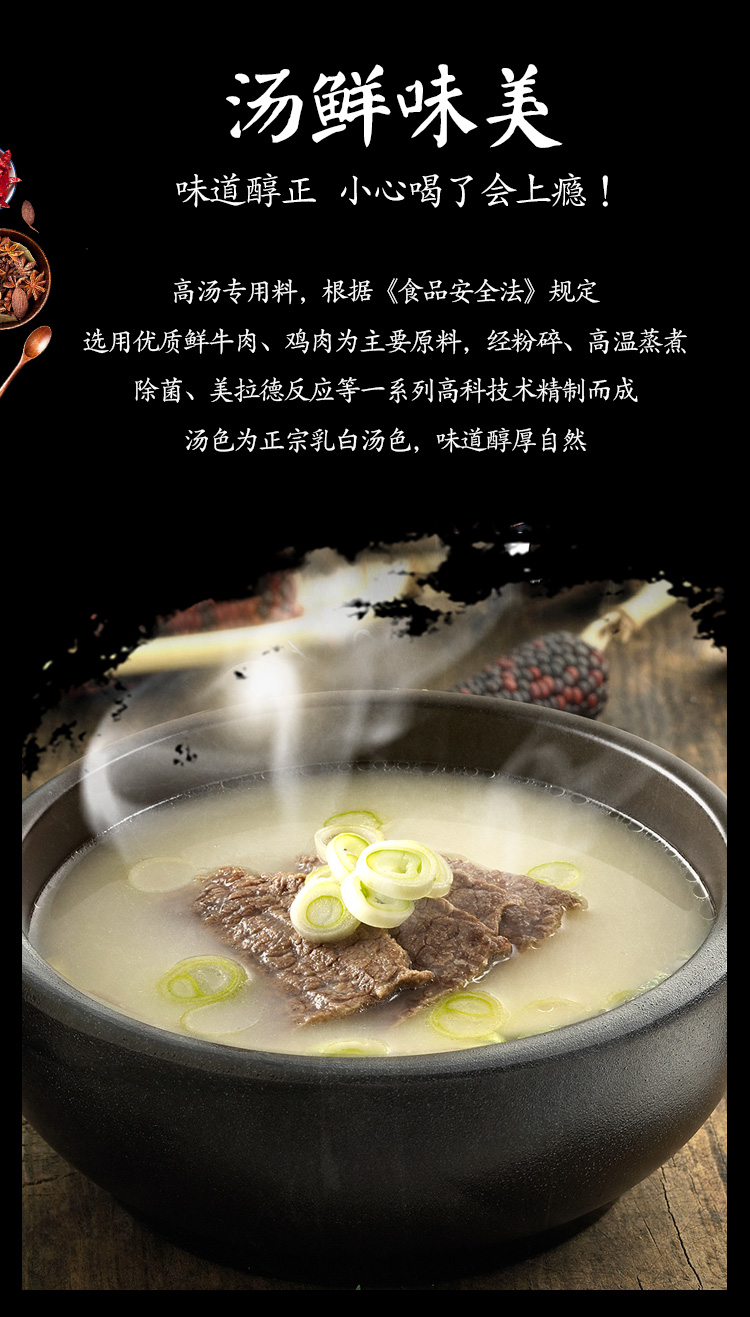 汤鲜味美
味道醇正 小心喝了会上瘾！
高汤专用料，根据《食品安全法》规定
选用优质鲜牛肉、鸡肉为主要原料，经粉碎、高温蒸煮
除菌、美拉德反应等一系列高科技术精制而成
汤色为正宗乳白汤色，味道醇厚自然